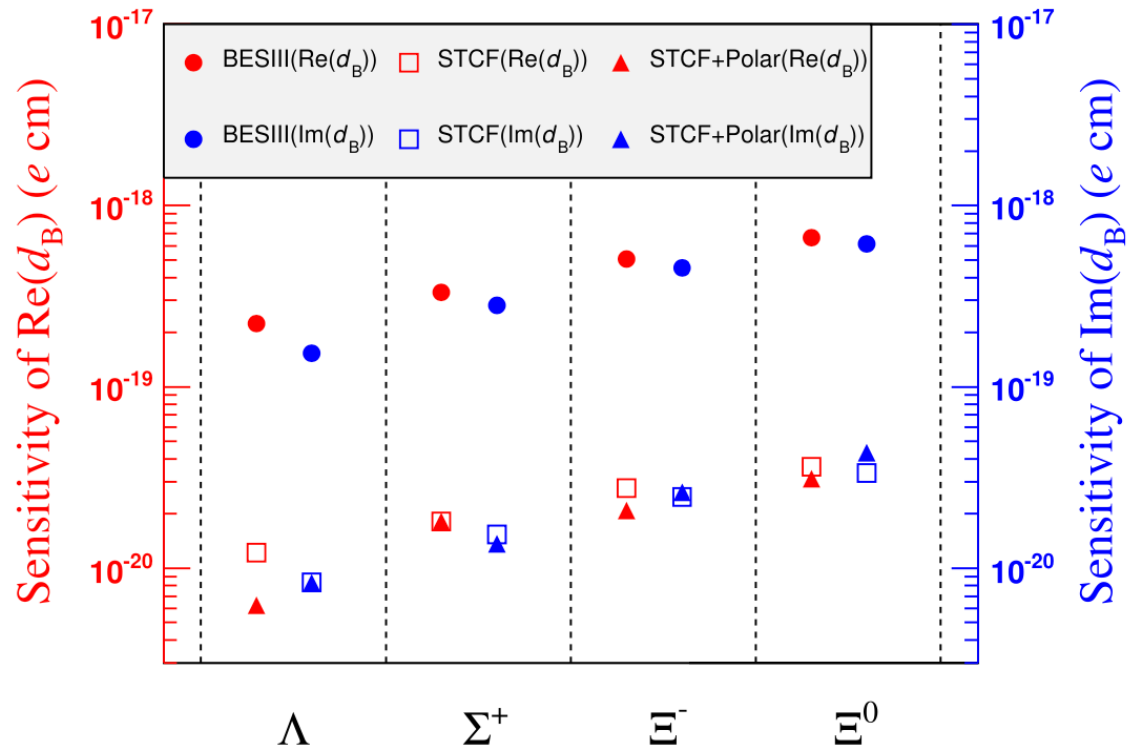 Sensitivity of Re(d_B) (e cm)
10^-17
10^-18
10^-19
10^-20
BESIII(Re(d_B)) STCF(Re(d_B)) STCF+Polar(Re(d_B))
BESIII(Im(d_B)) STCF(Im(d_B)) STCF+Polar(Im(d_B))
10^-17
10^-18
10^-19
10^-20
Sensitivity of Im(d_B) (e cm)
Λ Σ^+ Ξ^- Ξ^0